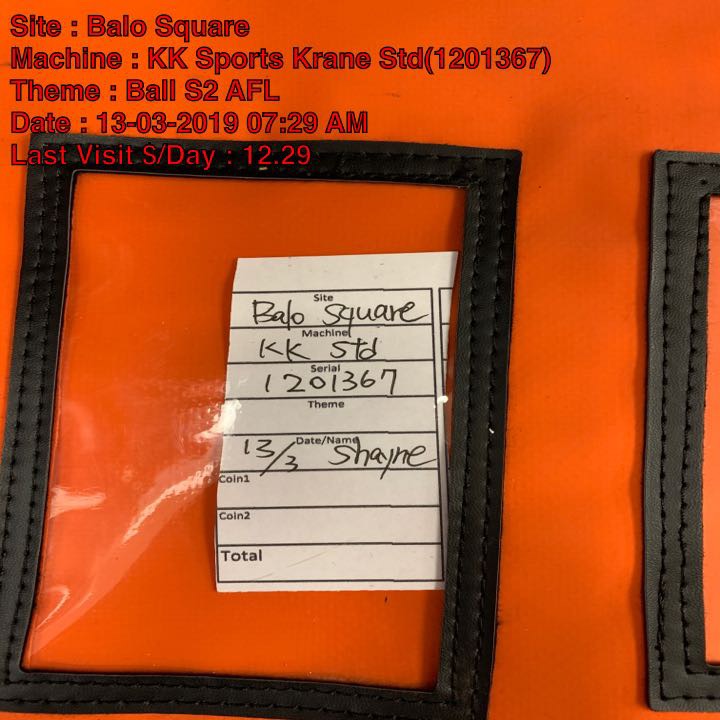 Site : Balo Square
Machine : KK Sports Krane Std(1201367)
Theme : Ball S2 AFL
Date : 13-03-2019 07:29 AM
Last Visit S/Day : 12.29
Site
Balo Square
Machine
KK Std
Serial
1201367
Theme
Date/Name
13/3 Shayne
Coin1
Coin2
Total